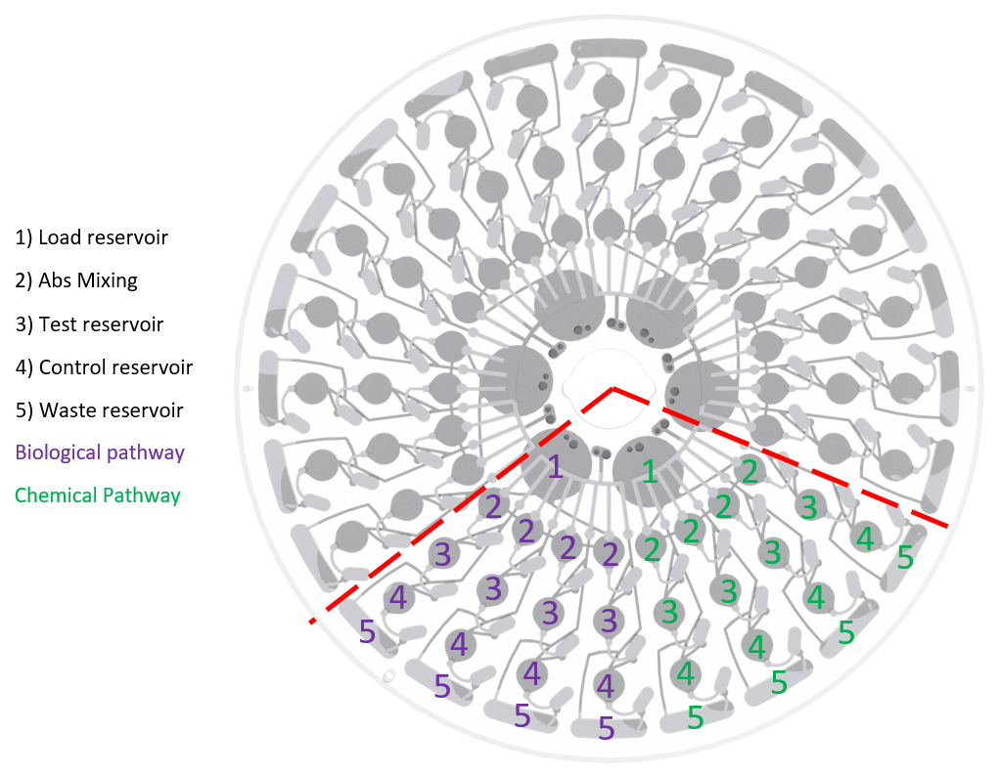 1) Load reservoir
2) Abs Mixing
3) Test reservoir
4) Control reservoir
5) Waste reservoir
Biological pathway
Chemical Pathway
1 1
2 2 2 2 2 2 2 2
3 3 3 3 3 3 3 3
4 4 4 4 4 4 4 4
5 5 5 5 5 5 5 5